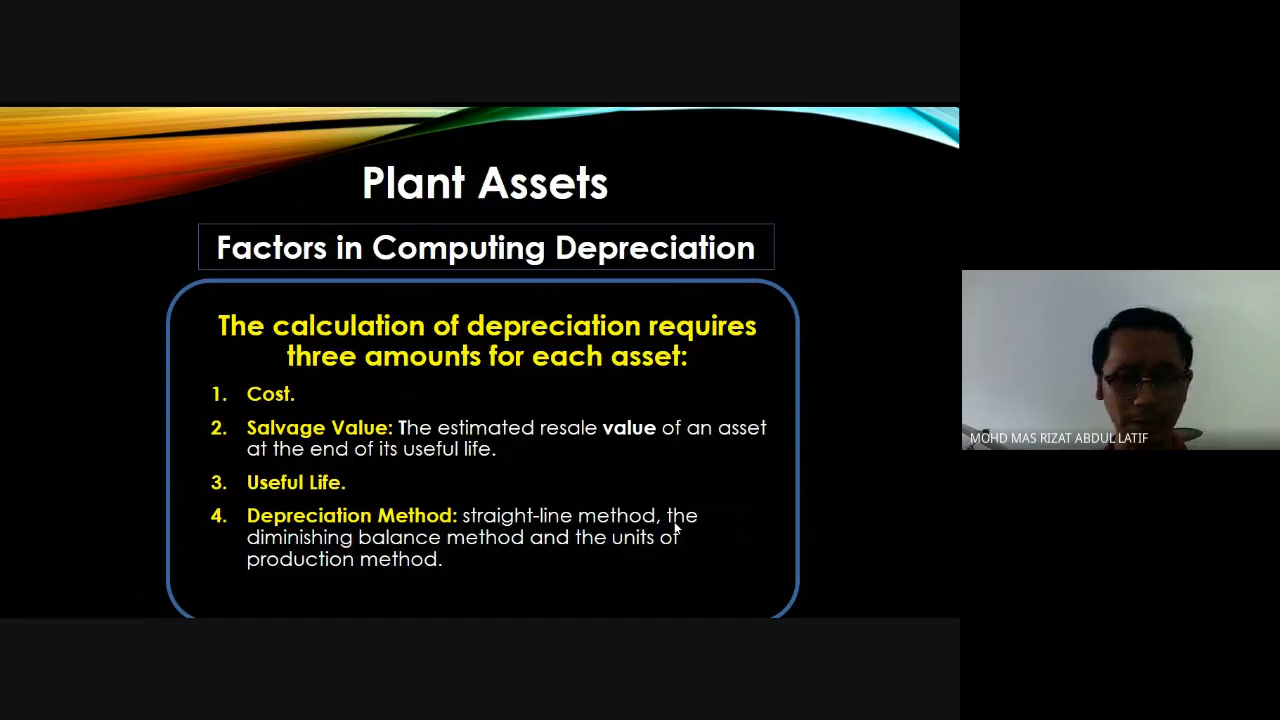 Plant Assets
Factors in Computing Depreciation
The calculation of depreciation requires
three amounts for each asset:
1. Cost.
2. Salvage Value: The estimated resale value of an asset
at the end of its useful life.
3. Useful Life.
4. Depreciation Method: straight-line method, the
diminishing balance method and the units of
production method.
MOHD MAS RIZAT ABDUL LATIF